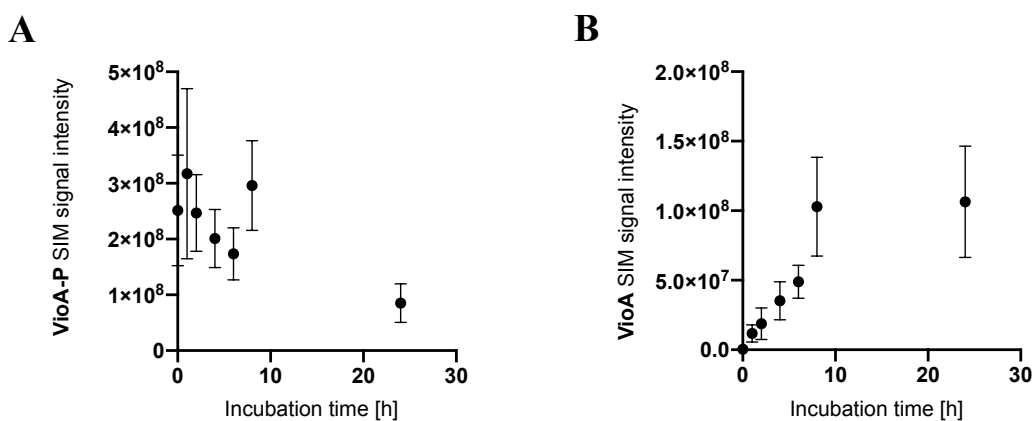 A
VioA-P SIM signal intensity
5×10⁸
4×10⁸
3×10⁸
2×10⁸
1×10⁸
0
0 10 20 30
Incubation time [h]
B
VioA SIM signal intensity
2.0×10⁸
1.5×10⁸
1.0×10⁸
5.0×10⁷
0.0
0 10 20 30
Incubation time [h]